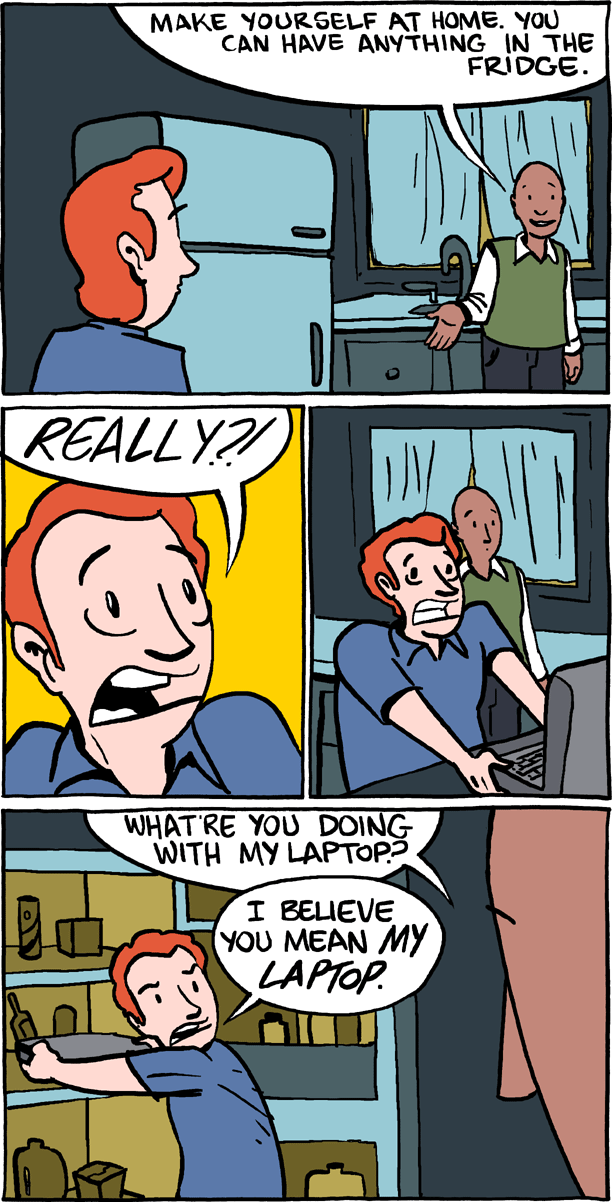 MAKE YOURSELF AT HOME. YOU
CAN HAVE ANYTHING IN THE
FRIDGE.
REALLY?!
WHAT'RE YOU DOING
WITH MY LAPTOP?
I BELIEVE
YOU MEAN MY
LAPTOP.